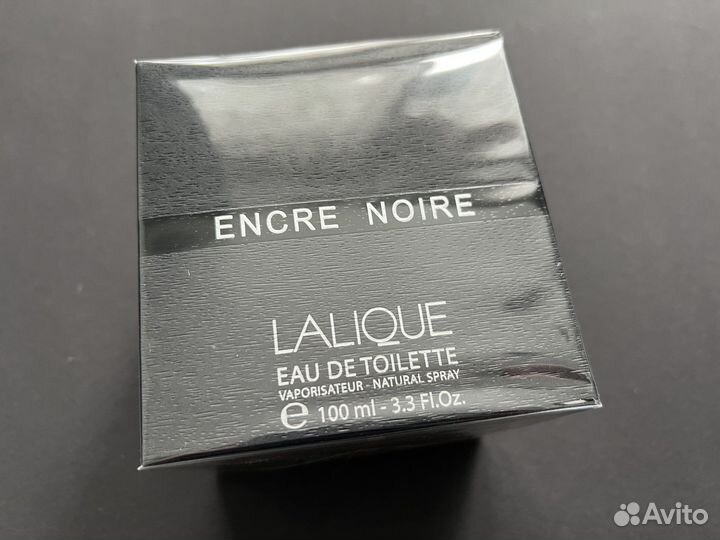 ENCRE NOIRE
LALIQUE
EAU DE TOILETTE
VAPORISATEUR - NATURAL SPRAY
℮ 100 ml - 3.3 Fl.Oz.
Avito